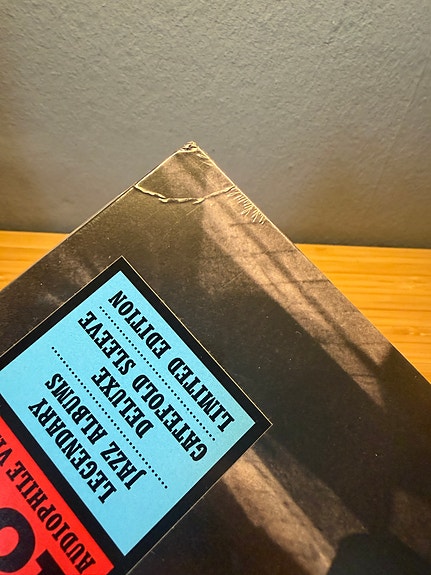 LEGENDARY
JAZZ ALBUMS
DELUXE
GATEFOLD SLEEVE
LIMITED EDITION
AUDIOPHILE